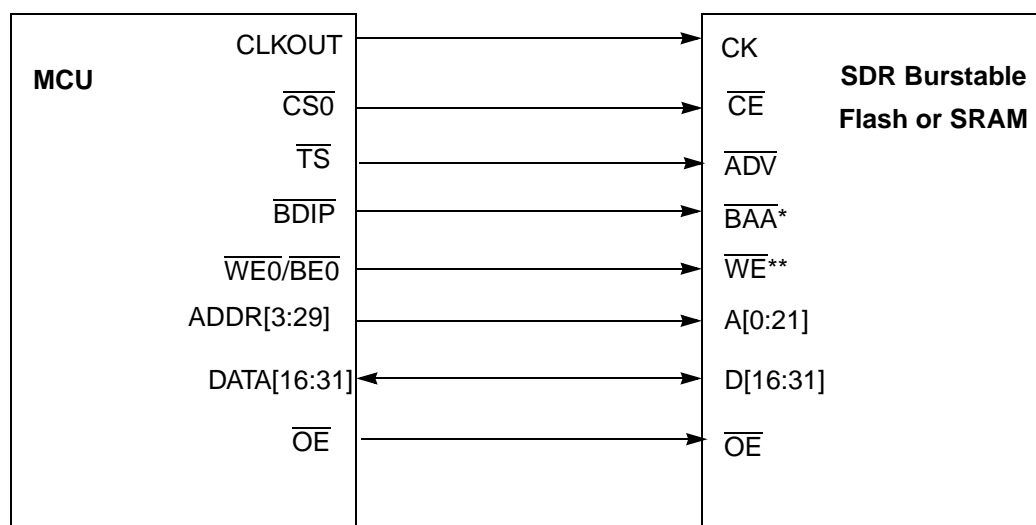 CLKOUT CK
MCU SDR Burstable
CS0 CE
Flash or SRAM
TS ADV
BDIP BAA*
WE0/BE0 WE**
ADDR[3:29] A[0:21]
DATA[16:31] D[16:31]
OE OE